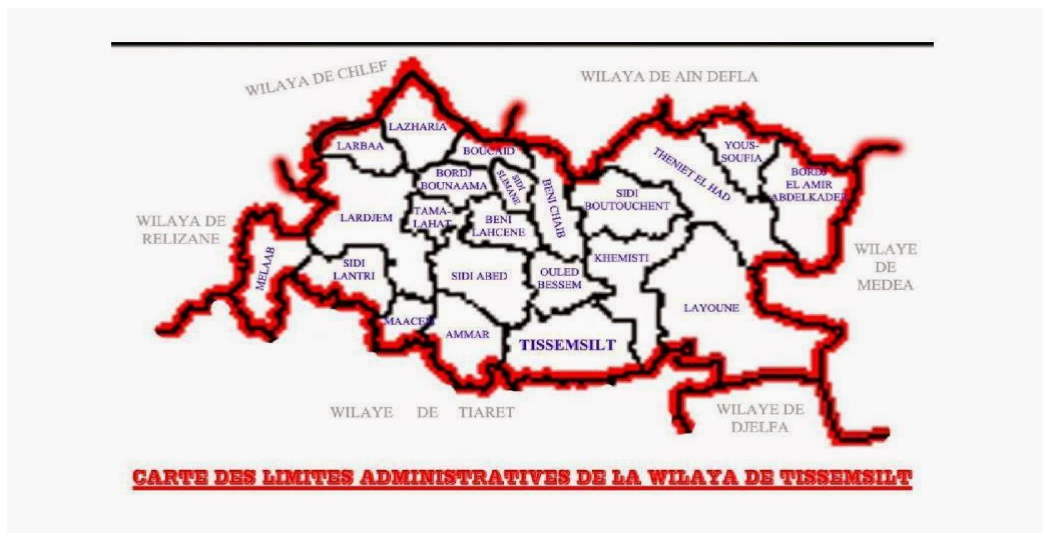 WILAYA DE CHLEF
WILAYA DE AIN DEFLA
LAZHARIA
LARBAA
BOUCAID
YOUS-
SOUFIA
THENIET EL HAD
BORDJ
EL AMIR
ABDELKADER
BORDJ
BOUNAAMA
SIDI
SLIMANE
BENI CHAIB
SIDI
BOUTOUCHENT
WILAYA DE
RELIZANE
LARDJEM
TAMA-
LAHAT
BENI
LAHCENE
MELAAB
SIDI
LANTRI
SIDI ABED
OULED
BESSEM
KHEMISTI
WILAYE
DE
MEDEA
LAYOUNE
MAACEM
AMMAR
TISSEMSILT
WILAYE DE TIARET
WILAYE DE
DJELFA
CARTE DES LIMITES ADMINISTRATIVES DE LA WILAYA DE TISSEMSILT